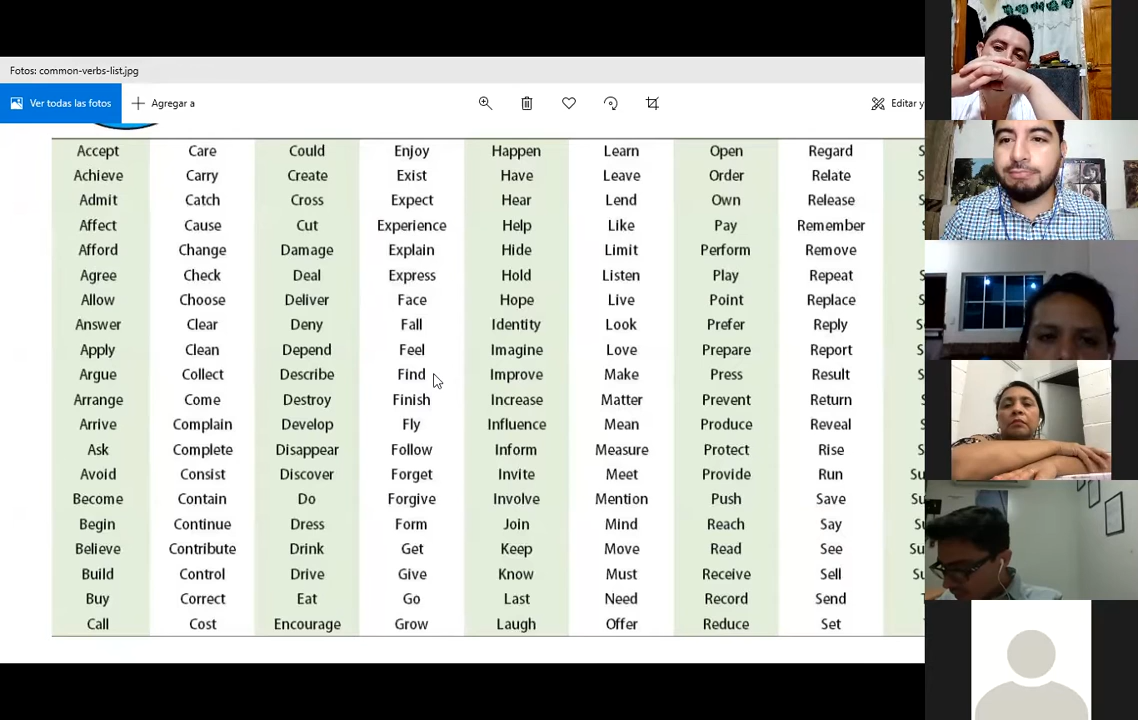 Fotos: common-verbs-list.jpg
Ver todas las fotos Agregar a Editar y
Accept Care Could Enjoy Happen Learn Open Regard
Achieve Carry Create Exist Have Leave Order Relate
Admit Catch Cross Expect Hear Lend Own Release
Affect Cause Cut Experience Help Like Pay Remember
Afford Change Damage Explain Hide Limit Perform Remove
Agree Check Deal Express Hold Listen Play Repeat
Allow Choose Deliver Face Hope Live Point Replace
Answer Clear Deny Fall Identity Look Prefer Reply
Apply Clean Depend Feel Imagine Love Prepare Report
Argue Collect Describe Find Improve Make Press Result
Arrange Come Destroy Finish Increase Matter Prevent Return
Arrive Complain Develop Fly Influence Mean Produce Reveal
Ask Complete Disappear Follow Inform Measure Protect Rise
Avoid Consist Discover Forget Invite Meet Provide Run
Become Contain Do Forgive Involve Mention Push Save
Begin Continue Dress Form Join Mind Reach Say
Believe Contribute Drink Get Keep Move Read See
Build Control Drive Give Know Must Receive Sell
Buy Correct Eat Go Last Need Record Send
Call Cost Encourage Grow Laugh Offer Reduce Set